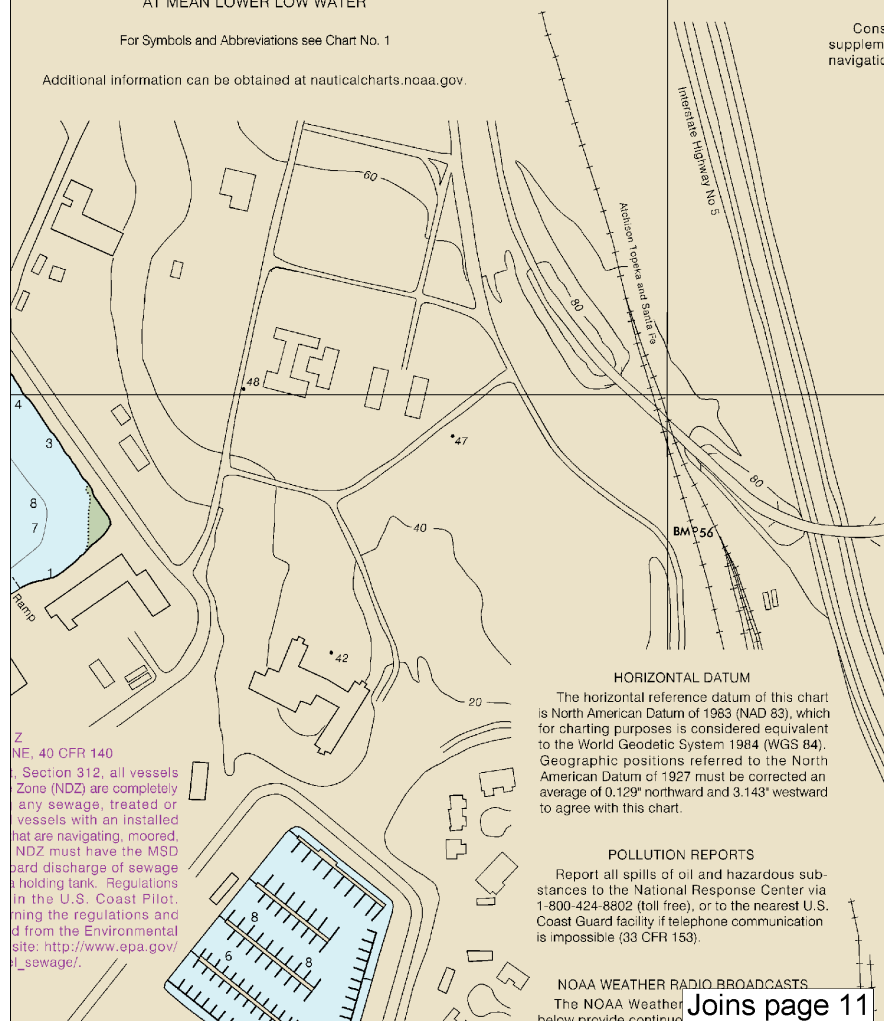 AT MEAN LOWER LOW WATER
For Symbols and Abbreviations see Chart No. 1
Additional information can be obtained at nauticalcharts.noaa.gov.
Cons
supplem
navigatio
Interstate Highway No 5
Atchison Topeka and Santa Fe
60
80
48
47
4
3
8
7
1
Ramp
40
80
BM 56
42
20
HORIZONTAL DATUM
The horizontal reference datum of this chart
is North American Datum of 1983 (NAD 83), which
for charting purposes is considered equivalent
to the World Geodetic System 1984 (WGS 84).
Geographic positions referred to the North
American Datum of 1927 must be corrected an
average of 0.129" northward and 3.143" westward
to agree with this chart.
Z
NE, 40 CFR 140
t, Section 312, all vessels
Zone (NDZ) are completely
any sewage, treated or
vessels with an installed
that are navigating, moored,
NDZ must have the MSD
oard discharge of sewage
a holding tank. Regulations
in the U.S. Coast Pilot.
rning the regulations and
d from the Environmental
site: http://www.epa.gov/
el_sewage/.
8
6
8
POLLUTION REPORTS
Report all spills of oil and hazardous sub-
stances to the National Response Center via
1-800-424-8802 (toll free), or to the nearest U.S.
Coast Guard facility if telephone communication
is impossible (33 CFR 153).
NOAA WEATHER RADIO BROADCASTS
The NOAA Weather
below provide continuo
Joins page 11